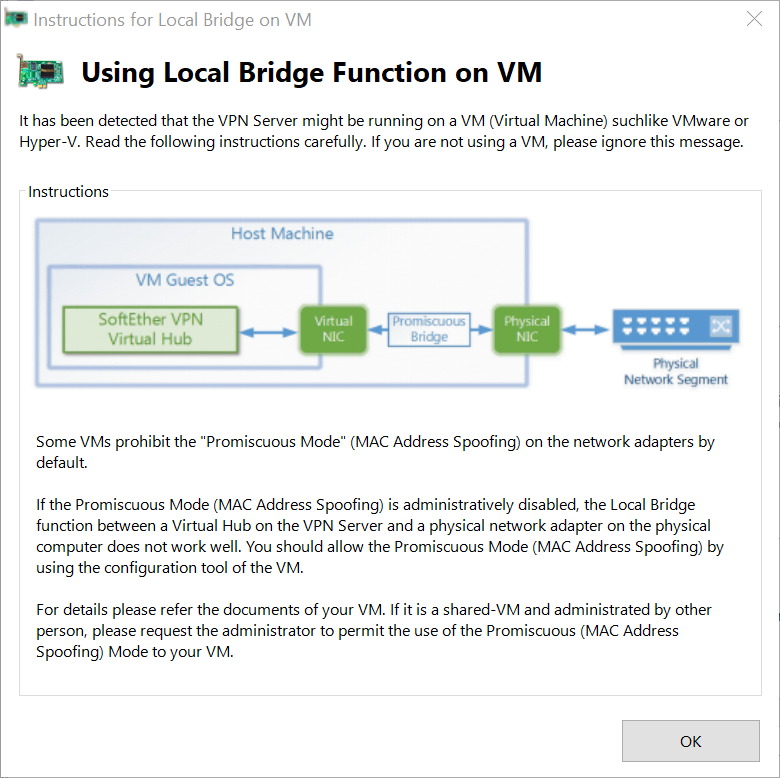 Instructions for Local Bridge on VM
Using Local Bridge Function on VM
It has been detected that the VPN Server might be running on a VM (Virtual Machine) suchlike VMware or
Hyper-V. Read the following instructions carefully. If you are not using a VM, please ignore this message.
Instructions
Host Machine
VM Guest OS
SoftEther VPN
Virtual Hub
Virtual
NIC
Promiscuous
Bridge
Physical
NIC
Physical
Network Segment
Some VMs prohibit the "Promiscuous Mode" (MAC Address Spoofing) on the network adapters by
default.
If the Promiscuous Mode (MAC Address Spoofing) is administratively disabled, the Local Bridge
function between a Virtual Hub on the VPN Server and a physical network adapter on the physical
computer does not work well. You should allow the Promiscuous Mode (MAC Address Spoofing) by
using the configuration tool of the VM.
For details please refer the documents of your VM. If it is a shared-VM and administrated by other
person, please request the administrator to permit the use of the Promiscuous (MAC Address
Spoofing) Mode to your VM.
OK